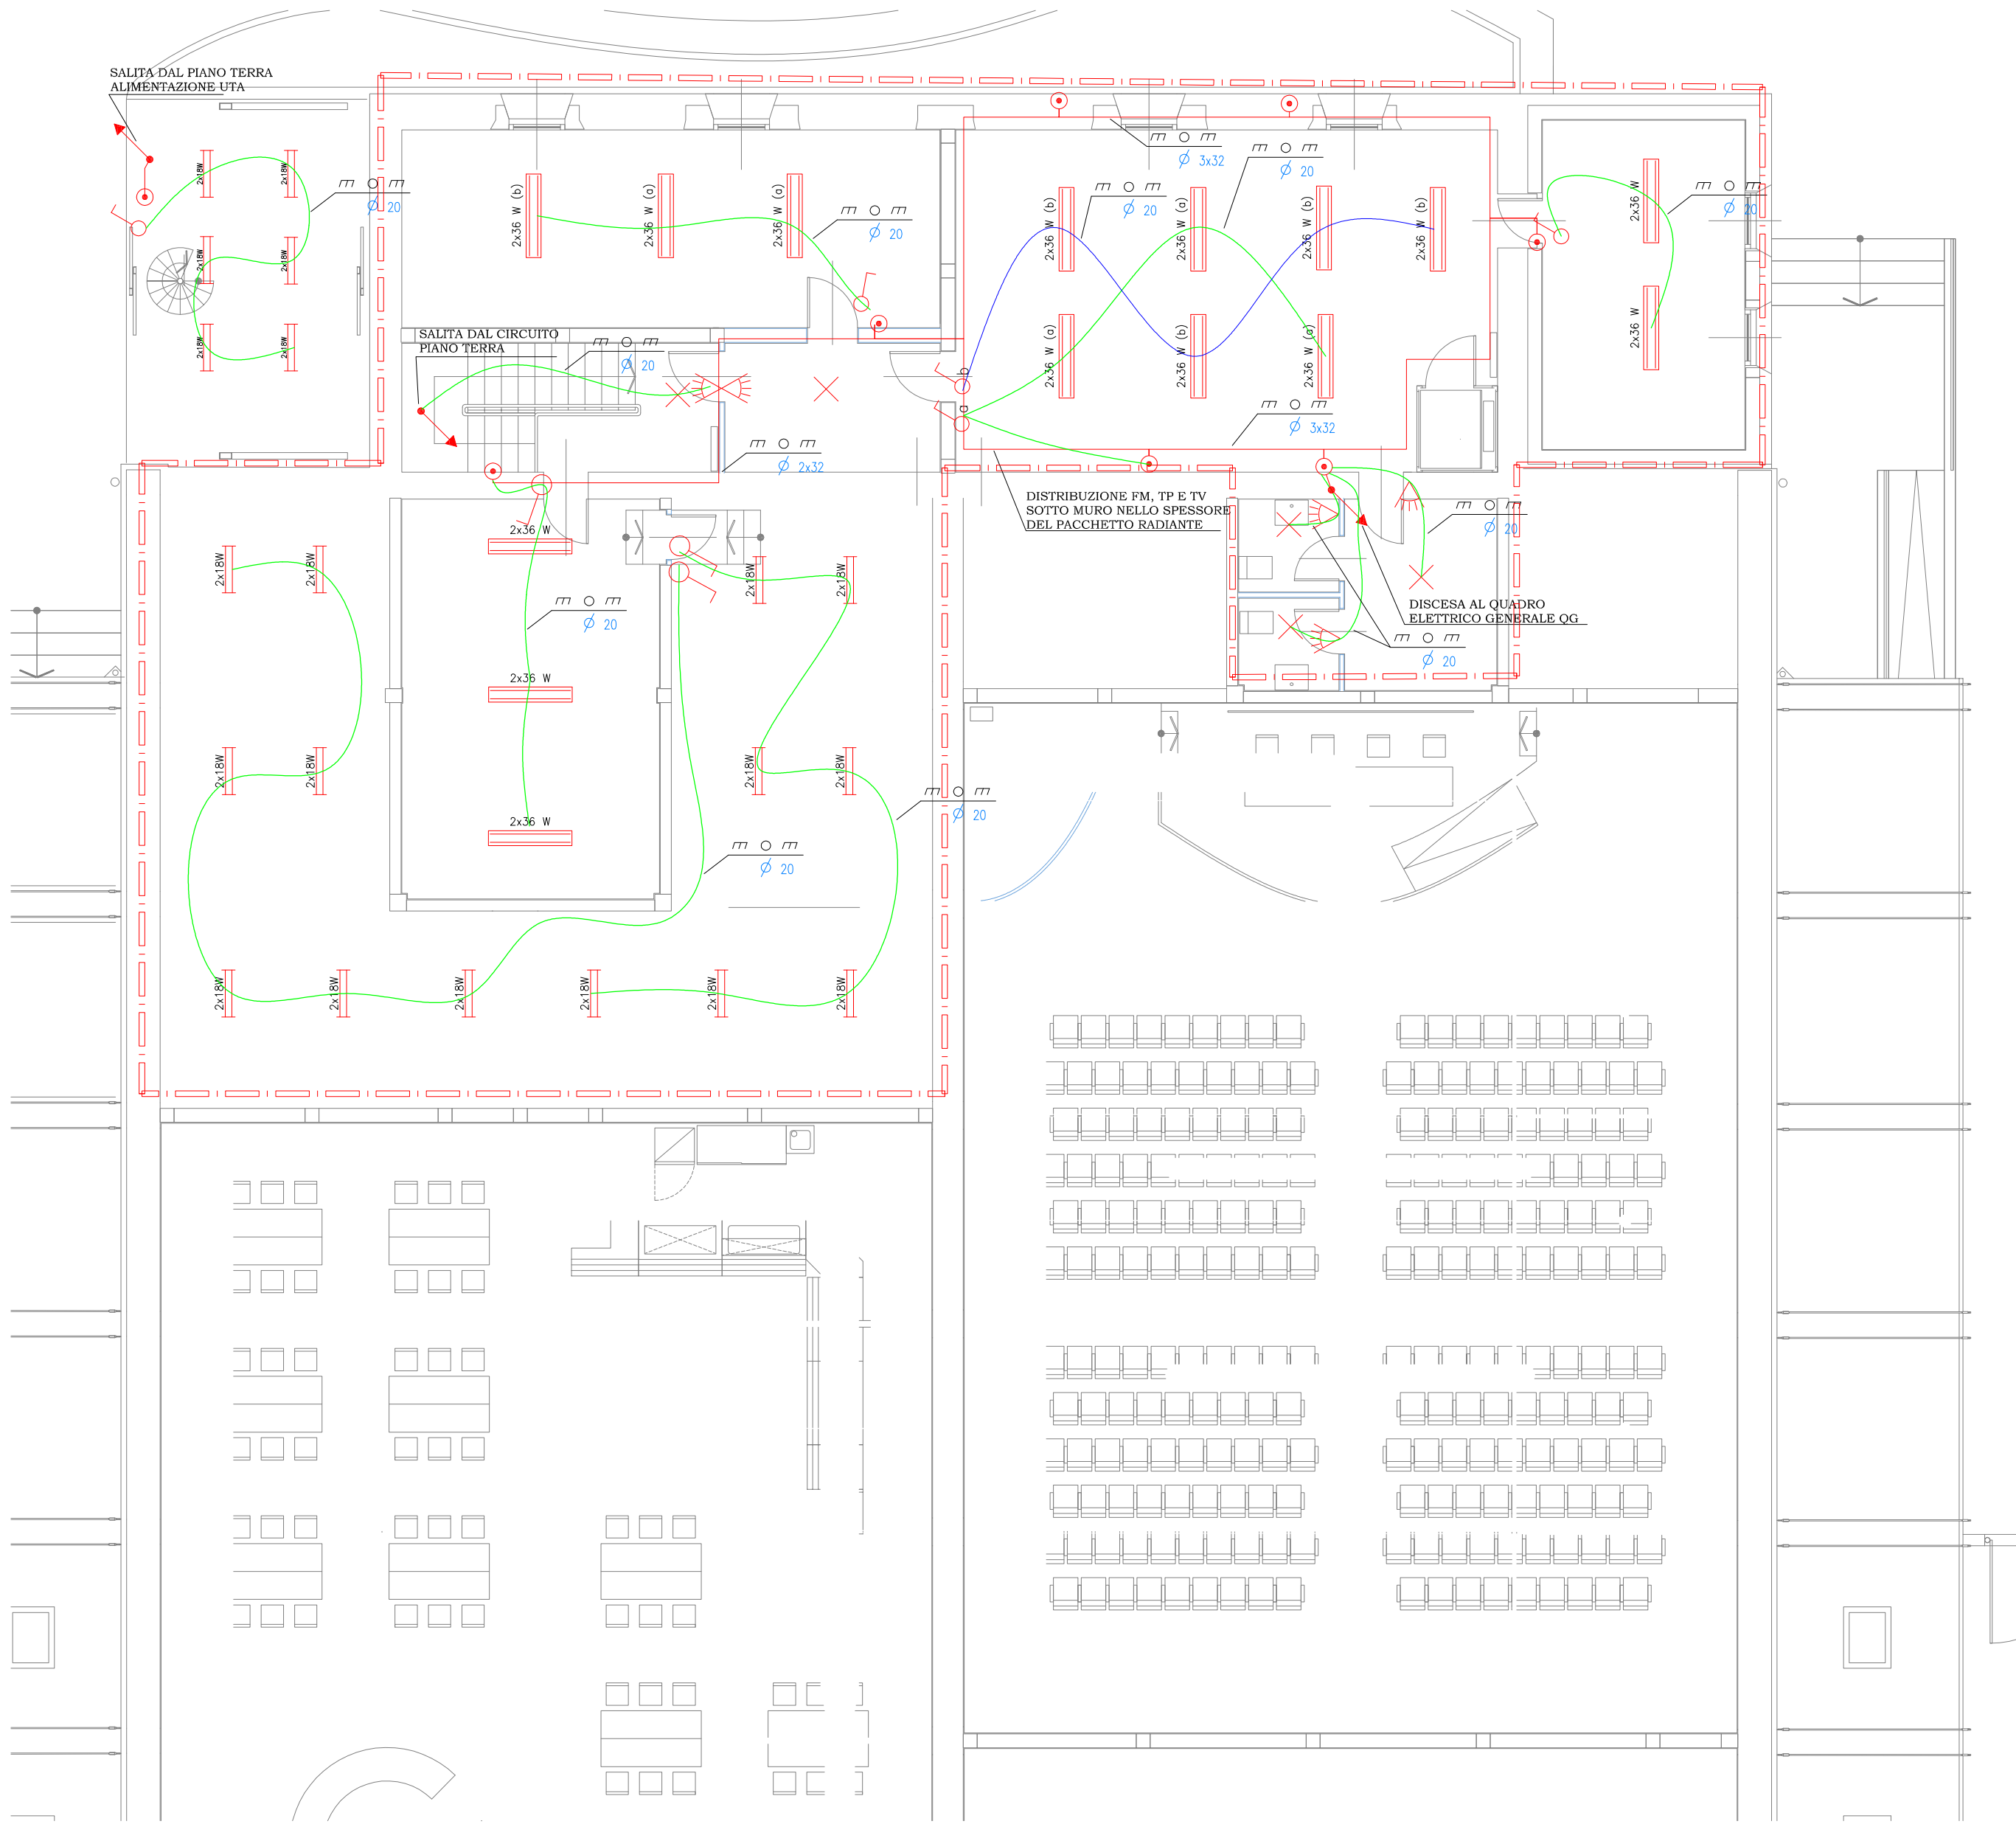 SALITA DAL PIANO TERRA
ALIMENTAZIONE UTA
2x18W
2x18W
2x18W
2x18W
2x18W
2x18W
Ø 20
2x36 W (b)
2x36 W (a)
2x36 W (a)
Ø 20
Ø 3x32
Ø 20
Ø 20
2x36 W (b)
2x36 W (a)
2x36 W (b)
2x36 W (b)
2x36 W (a)
2x36 W (b)
2x36 W (a)
2x36 W
2x36 W
Ø 20
SALITA DAL CIRCUITO
PIANO TERRA
Ø 20
b
a
Ø 3x32
Ø 2x32
DISTRIBUZIONE FM, TP E TV
SOTTO MURO NELLO SPESSORE
DEL PACCHETTO RADIANTE
Ø 20
DISCESA AL QUADRO
ELETTRICO GENERALE QG
Ø 20
2x36 W
2x18W
2x18W
2x18W
2x18W
Ø 20
2x36 W
2x18W
2x18W
2x18W
2x18W
Ø 20
2x36 W
Ø 20
2x18W
2x18W
2x18W
2x18W
2x18W
2x18W